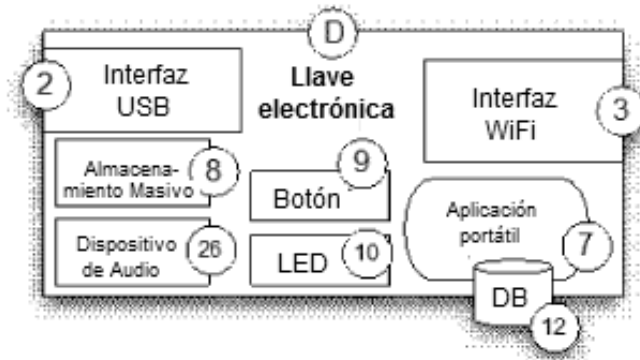 D
Interfaz
USB
2
Llave
electrónica
Interfaz
WiFi
3
Almacena-
miento Masivo
8
Botón
9
Aplicación
portátil
7
Dispositivo
de Audio
26
LED
10
DB
12